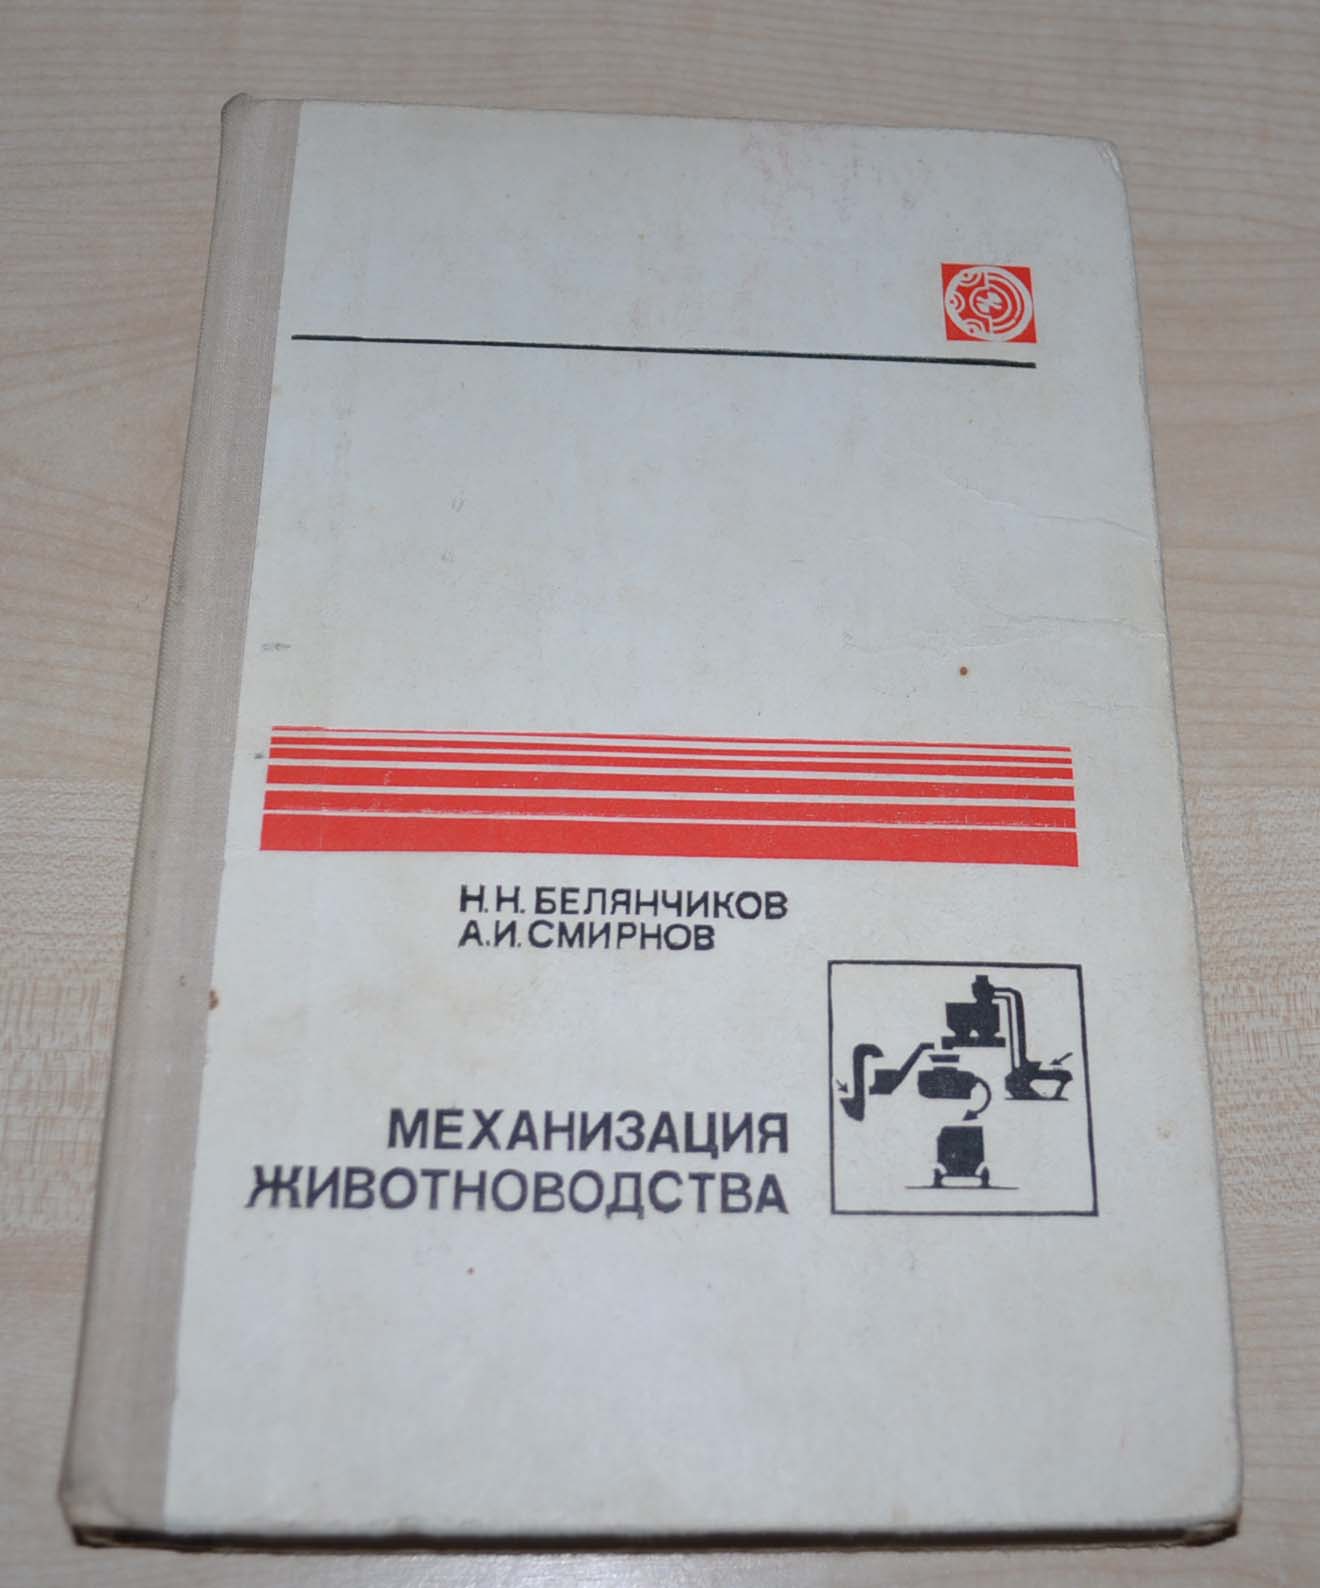 Н. Н. БЕЛЯНЧИКОВ
А. И. СМИРНОВ
МЕХАНИЗАЦИЯ
ЖИВОТНОВОДСТВА